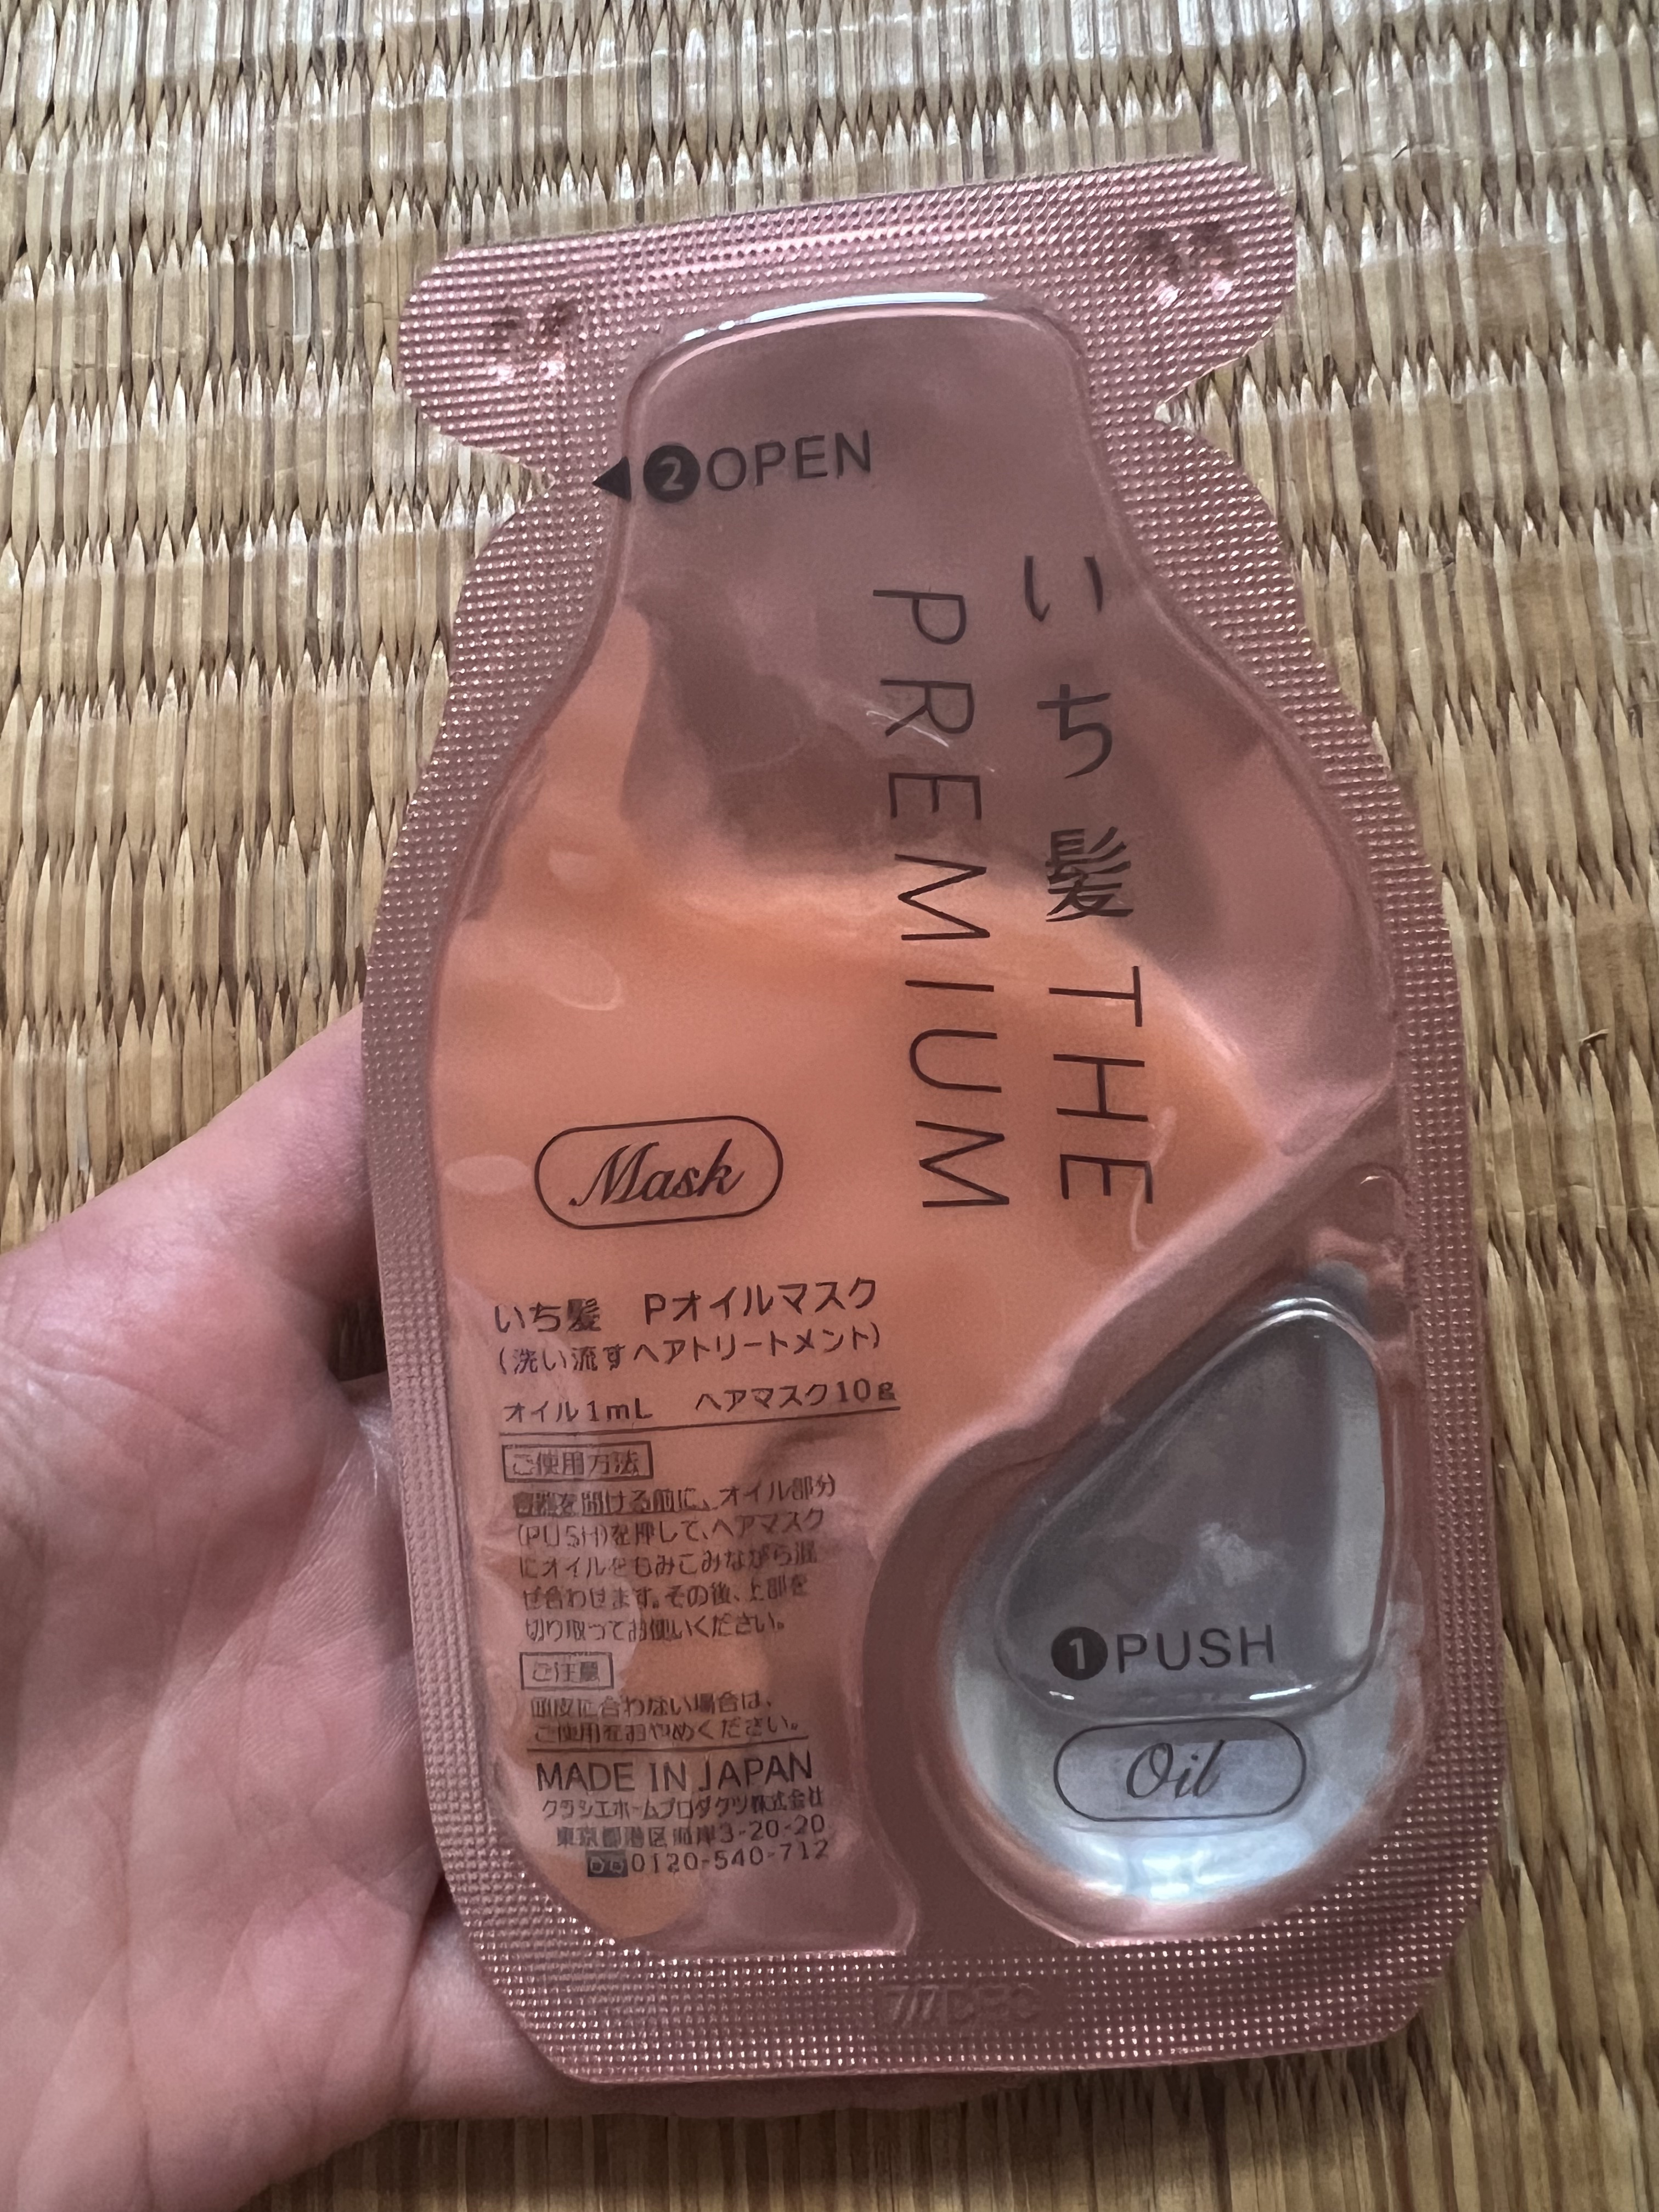 ❷OPEN
いち髪 THE
PREMIUM
Mask
いち髪 Pオイルマスク
(洗い流すヘアトリートメント)
オイル1mL ヘアマスク10g
ご使用方法
容器を開ける前に、オイル部分
(PUSH)を押して、ヘアマスク
にオイルをもみこみながら混
ぜ合わせます。その後、上部を
切り取ってお使いください。
ご注意
頭皮に合わない場合は、
ご使用をおやめください。
MADE IN JAPAN
クラシエホームプロダクツ株式会社
東京都港区海岸3-20-20
0120-540-712
❶PUSH
Oil